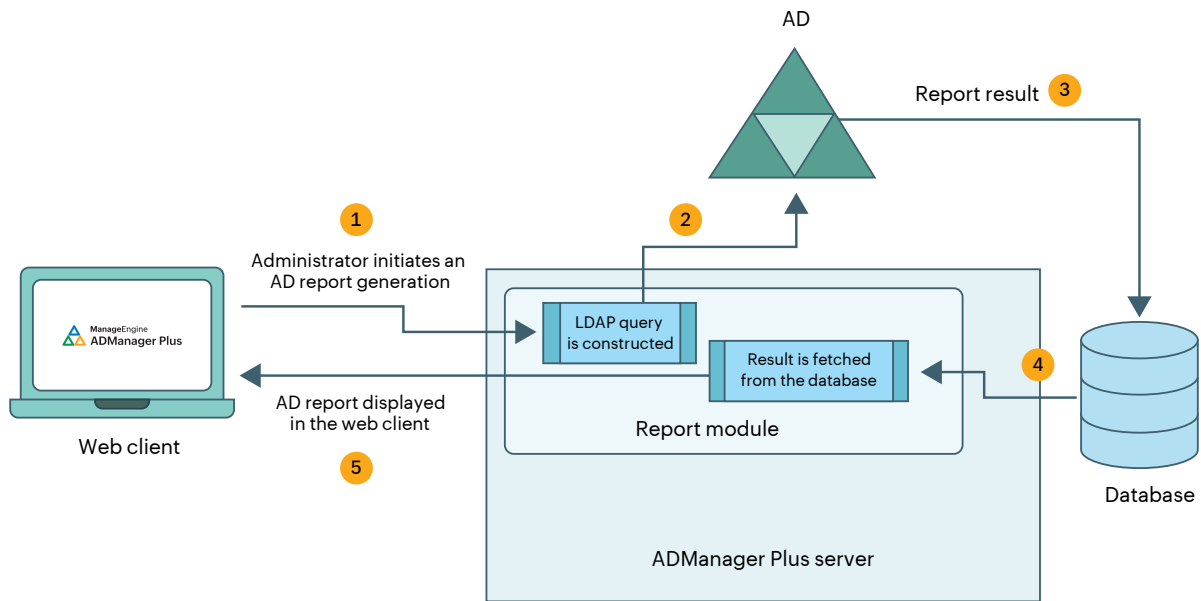 AD
Report result
3
1
2
Administrator initiates an
AD report generation
ManageEngine
ADManager Plus
LDAP query
is constructed
Result is fetched
from the database
4
AD report displayed
in the web client
Report module
Web client
5
Database
ADManager Plus server